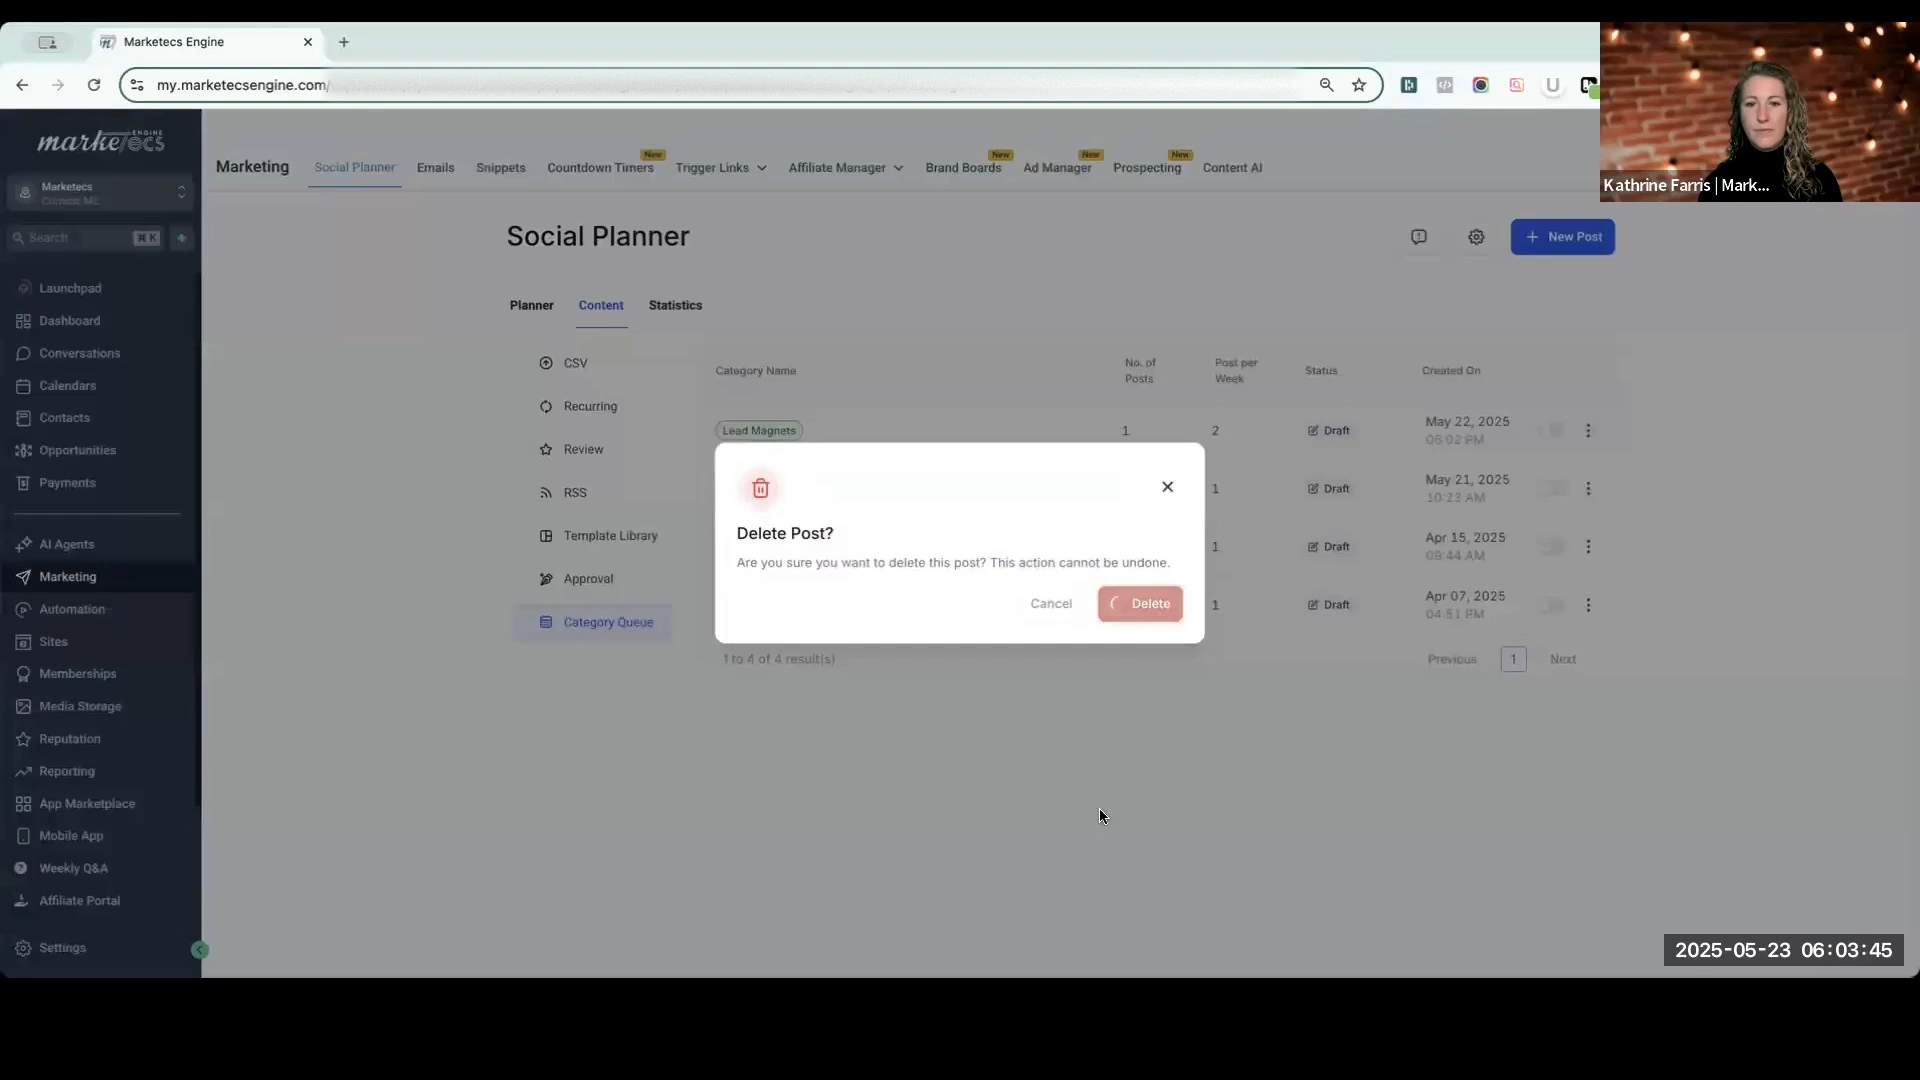 Marketecs Engine
my.marketecsengine.com/
Kathrine Farris | Mark...
marketecs
ENGINE
Marketecs
Search
⌘ K
Launchpad
Dashboard
Conversations
Calendars
Contacts
Opportunities
Payments
AI Agents
Marketing
Automation
Sites
Memberships
Media Storage
Reputation
Reporting
App Marketplace
Mobile App
Weekly Q&A
Affiliate Portal
Settings
Marketing
Social Planner
Emails
Snippets
Countdown Timers
New
Trigger Links
Affiliate Manager
Brand Boards
New
Ad Manager
New
Prospecting
New
Content AI
Social Planner
+ New Post
Planner
Content
Statistics
CSV
Recurring
Review
RSS
Template Library
Approval
Category Queue
Category Name
No. of
Posts
Post per
Week
Status
Created On
Lead Magnets
1
2
Draft
May 22, 2025
06:02 PM
1
Draft
May 21, 2025
10:23 AM
1
Draft
Apr 15, 2025
09:44 AM
1
Draft
Apr 07, 2025
04:51 PM
Delete Post?
Are you sure you want to delete this post? This action cannot be undone.
Cancel
Delete
1 to 4 of 4 result(s)
Previous
1
Next
2025-05-23 06:03:45